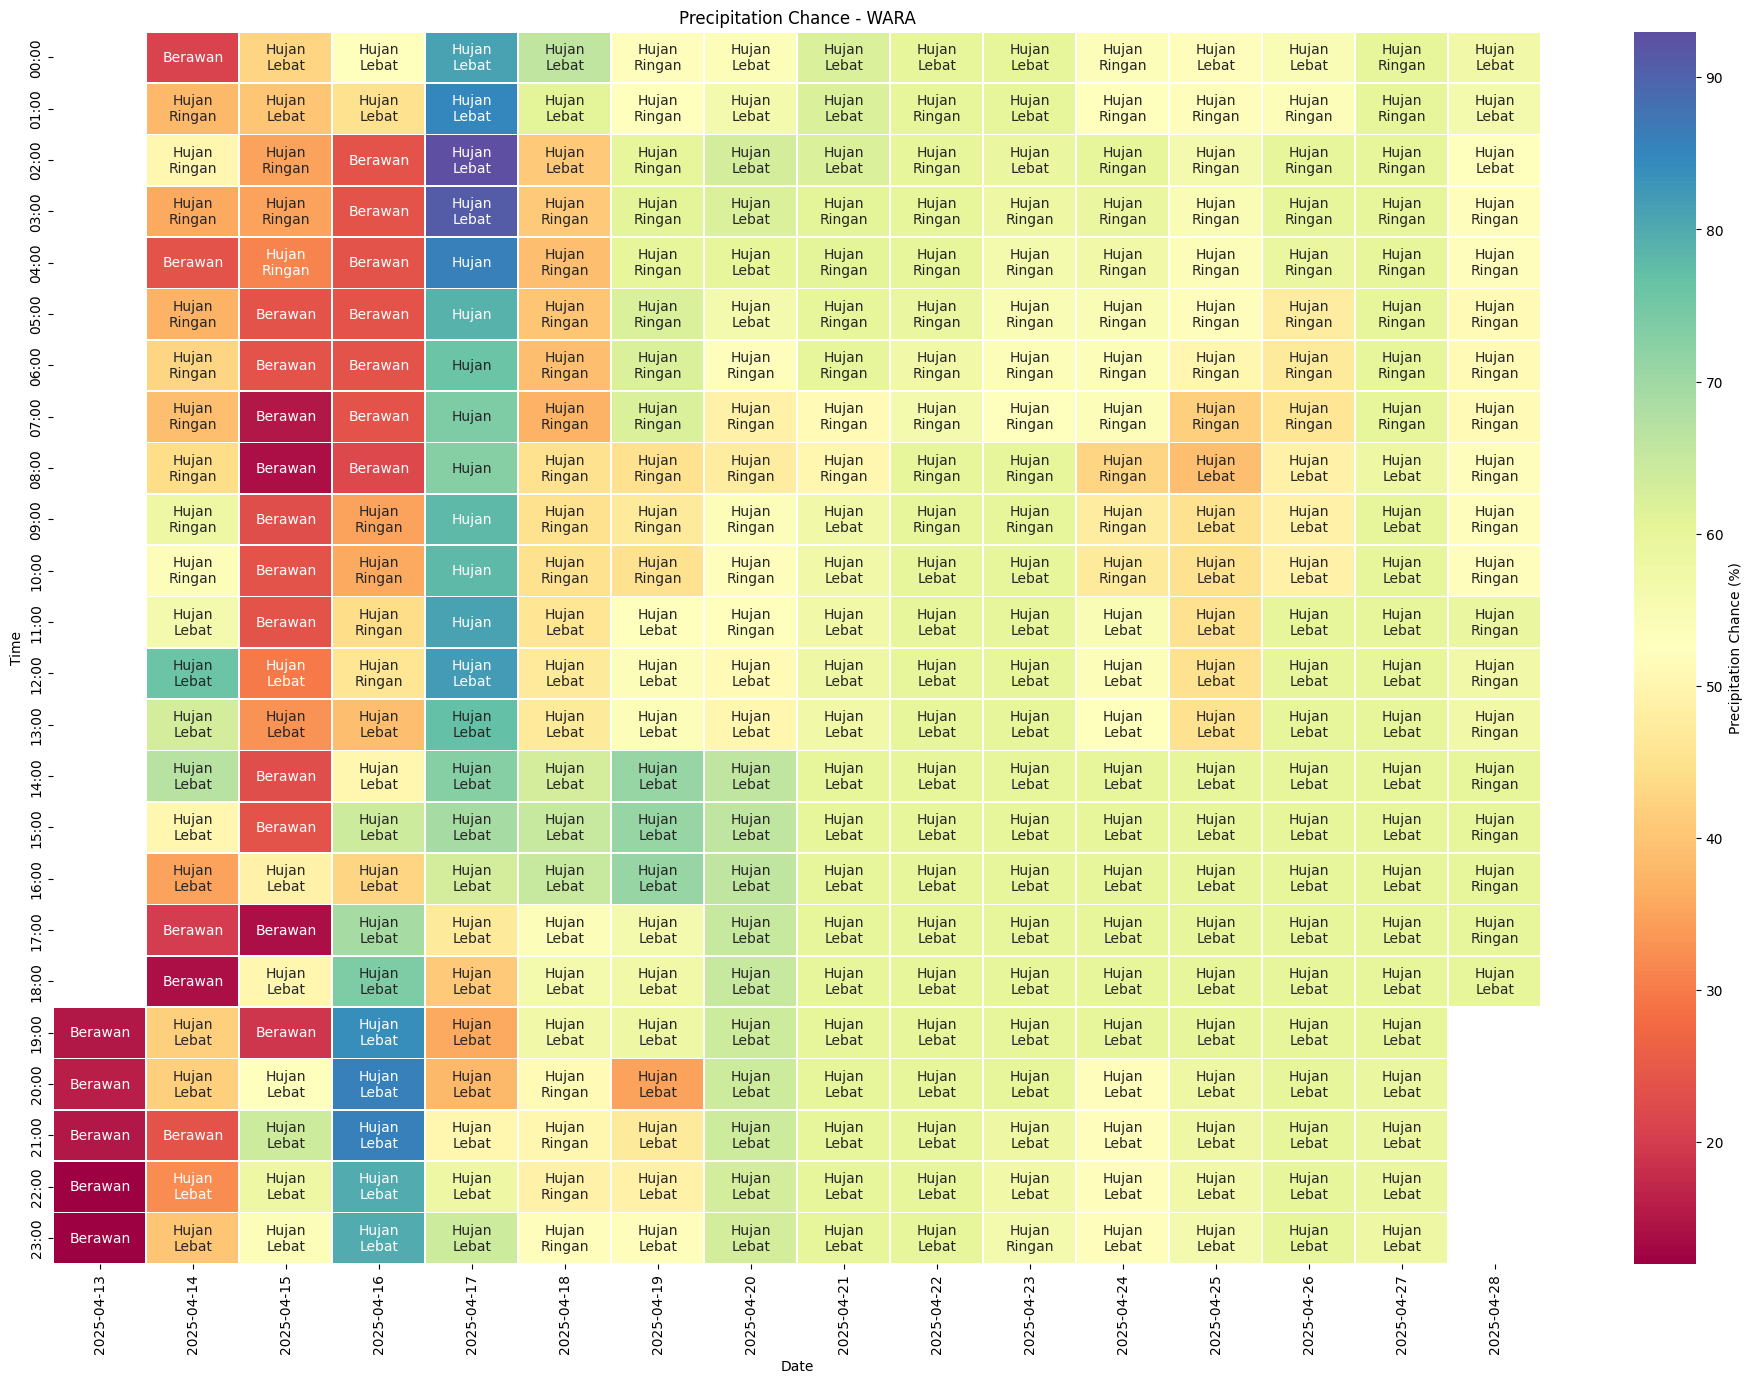 Precipitation Chance - WARA
00:00 Berawan Hujan Lebat Hujan Lebat Hujan Lebat Hujan Lebat Hujan Ringan Hujan Lebat Hujan Lebat Hujan Lebat Hujan Lebat Hujan Ringan Hujan Lebat Hujan Lebat Hujan Ringan Hujan Lebat
01:00 Hujan Ringan Hujan Lebat Hujan Lebat Hujan Lebat Hujan Lebat Hujan Ringan Hujan Lebat Hujan Lebat Hujan Ringan Hujan Lebat Hujan Ringan Hujan Ringan Hujan Ringan Hujan Ringan Hujan Lebat
02:00 Hujan Ringan Hujan Ringan Berawan Hujan Lebat Hujan Lebat Hujan Ringan Hujan Lebat Hujan Lebat Hujan Ringan Hujan Lebat Hujan Ringan Hujan Ringan Hujan Ringan Hujan Ringan Hujan Lebat
03:00 Hujan Ringan Hujan Ringan Berawan Hujan Lebat Hujan Ringan Hujan Ringan Hujan Lebat Hujan Ringan Hujan Ringan Hujan Ringan Hujan Ringan Hujan Ringan Hujan Ringan Hujan Ringan Hujan Ringan
04:00 Berawan Hujan Ringan Berawan Hujan Hujan Ringan Hujan Ringan Hujan Lebat Hujan Ringan Hujan Ringan Hujan Ringan Hujan Ringan Hujan Ringan Hujan Ringan Hujan Ringan Hujan Ringan
05:00 Hujan Ringan Berawan Berawan Hujan Hujan Ringan Hujan Ringan Hujan Lebat Hujan Ringan Hujan Ringan Hujan Ringan Hujan Ringan Hujan Ringan Hujan Ringan Hujan Ringan Hujan Ringan
06:00 Hujan Ringan Berawan Berawan Hujan Hujan Ringan Hujan Ringan Hujan Ringan Hujan Ringan Hujan Ringan Hujan Ringan Hujan Ringan Hujan Ringan Hujan Ringan Hujan Ringan Hujan Ringan
07:00 Hujan Ringan Berawan Berawan Hujan Hujan Ringan Hujan Ringan Hujan Ringan Hujan Ringan Hujan Ringan Hujan Ringan Hujan Ringan Hujan Ringan Hujan Ringan Hujan Ringan Hujan Ringan
08:00 Hujan Ringan Berawan Berawan Hujan Hujan Ringan Hujan Ringan Hujan Ringan Hujan Ringan Hujan Ringan Hujan Ringan Hujan Ringan Hujan Lebat Hujan Lebat Hujan Lebat Hujan Ringan
09:00 Hujan Ringan Berawan Hujan Ringan Hujan Hujan Ringan Hujan Ringan Hujan Ringan Hujan Lebat Hujan Ringan Hujan Ringan Hujan Ringan Hujan Lebat Hujan Lebat Hujan Lebat Hujan Ringan
10:00 Hujan Ringan Berawan Hujan Ringan Hujan Hujan Ringan Hujan Ringan Hujan Ringan Hujan Lebat Hujan Lebat Hujan Lebat Hujan Ringan Hujan Lebat Hujan Lebat Hujan Lebat Hujan Ringan
11:00 Hujan Lebat Berawan Hujan Ringan Hujan Hujan Lebat Hujan Lebat Hujan Ringan Hujan Lebat Hujan Lebat Hujan Lebat Hujan Lebat Hujan Lebat Hujan Lebat Hujan Lebat Hujan Ringan
12:00 Hujan Lebat Hujan Lebat Hujan Ringan Hujan Lebat Hujan Lebat Hujan Lebat Hujan Lebat Hujan Lebat Hujan Lebat Hujan Lebat Hujan Lebat Hujan Lebat Hujan Lebat Hujan Lebat Hujan Ringan
13:00 Hujan Lebat Hujan Lebat Hujan Lebat Hujan Lebat Hujan Lebat Hujan Lebat Hujan Lebat Hujan Lebat Hujan Lebat Hujan Lebat Hujan Lebat Hujan Lebat Hujan Lebat Hujan Lebat Hujan Ringan
14:00 Hujan Lebat Berawan Hujan Lebat Hujan Lebat Hujan Lebat Hujan Lebat Hujan Lebat Hujan Lebat Hujan Lebat Hujan Lebat Hujan Lebat Hujan Lebat Hujan Lebat Hujan Lebat Hujan Ringan
15:00 Hujan Lebat Berawan Hujan Lebat Hujan Lebat Hujan Lebat Hujan Lebat Hujan Lebat Hujan Lebat Hujan Lebat Hujan Lebat Hujan Lebat Hujan Lebat Hujan Lebat Hujan Lebat Hujan Ringan
16:00 Hujan Lebat Hujan Lebat Hujan Lebat Hujan Lebat Hujan Lebat Hujan Lebat Hujan Lebat Hujan Lebat Hujan Lebat Hujan Lebat Hujan Lebat Hujan Lebat Hujan Lebat Hujan Lebat Hujan Ringan
17:00 Berawan Berawan Hujan Lebat Hujan Lebat Hujan Lebat Hujan Lebat Hujan Lebat Hujan Lebat Hujan Lebat Hujan Lebat Hujan Lebat Hujan Lebat Hujan Lebat Hujan Lebat Hujan Ringan
18:00 Berawan Hujan Lebat Hujan Lebat Hujan Lebat Hujan Lebat Hujan Lebat Hujan Lebat Hujan Lebat Hujan Lebat Hujan Lebat Hujan Lebat Hujan Lebat Hujan Lebat Hujan Lebat Hujan Lebat
19:00 Berawan Hujan Lebat Berawan Hujan Lebat Hujan Lebat Hujan Lebat Hujan Lebat Hujan Lebat Hujan Lebat Hujan Lebat Hujan Lebat Hujan Lebat Hujan Lebat Hujan Lebat Hujan Lebat
20:00 Berawan Hujan Lebat Hujan Lebat Hujan Lebat Hujan Lebat Hujan Ringan Hujan Lebat Hujan Lebat Hujan Lebat Hujan Lebat Hujan Lebat Hujan Lebat Hujan Lebat Hujan Lebat Hujan Lebat
21:00 Berawan Berawan Hujan Lebat Hujan Lebat Hujan Lebat Hujan Ringan Hujan Lebat Hujan Lebat Hujan Lebat Hujan Lebat Hujan Lebat Hujan Lebat Hujan Lebat Hujan Lebat Hujan Lebat
22:00 Berawan Hujan Lebat Hujan Lebat Hujan Lebat Hujan Lebat Hujan Ringan Hujan Lebat Hujan Lebat Hujan Lebat Hujan Lebat Hujan Lebat Hujan Lebat Hujan Lebat Hujan Lebat Hujan Lebat
23:00 Berawan Hujan Lebat Hujan Lebat Hujan Lebat Hujan Lebat Hujan Ringan Hujan Lebat Hujan Lebat Hujan Lebat Hujan Lebat Hujan Ringan Hujan Lebat Hujan Lebat Hujan Lebat Hujan Lebat
2025-04-13 2025-04-14 2025-04-15 2025-04-16 2025-04-17 2025-04-18 2025-04-19 2025-04-20 2025-04-21 2025-04-22 2025-04-23 2025-04-24 2025-04-25 2025-04-26 2025-04-27 2025-04-28
Date
Time
90
80
70
60
50
40
30
20
Precipitation Chance (%)